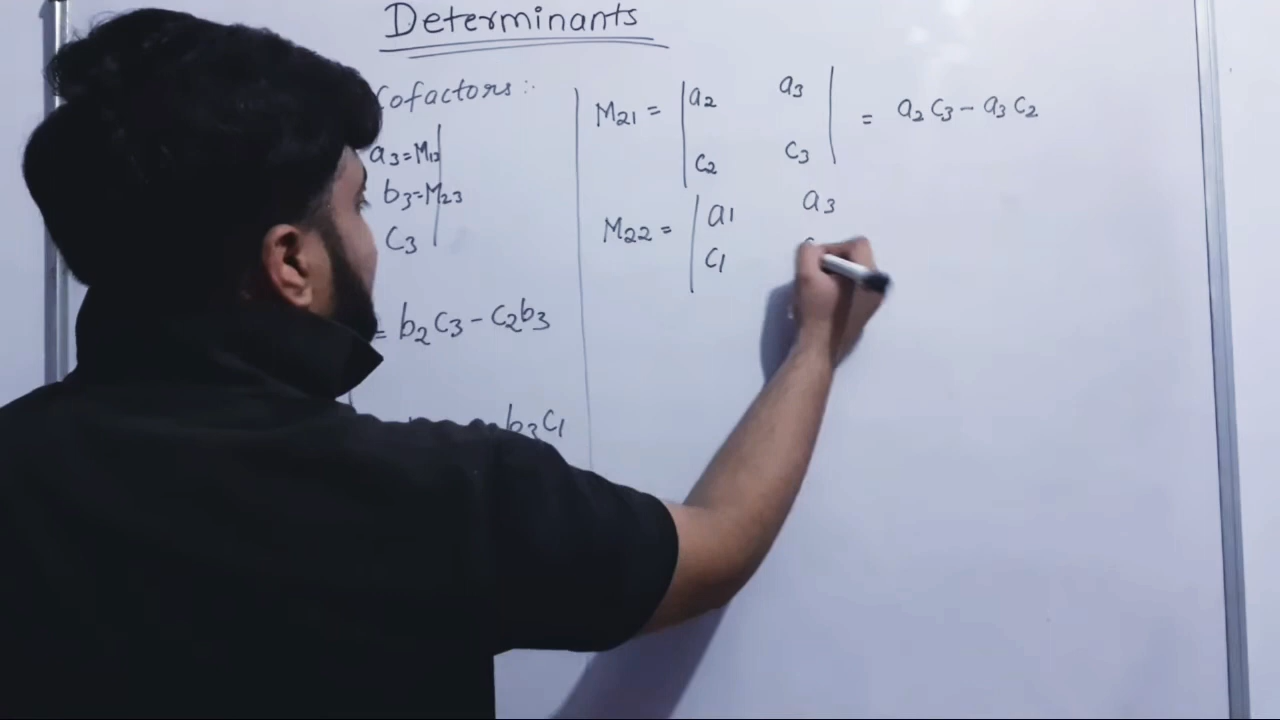 Determinants
Cofactors :-
a3=M13
b3=M23
C3
= b2C3-C2b3
b3C1
M21 = | a2 a3 | = a2C3-a3C2
C2 C3
M22 = | a1 a3
C1